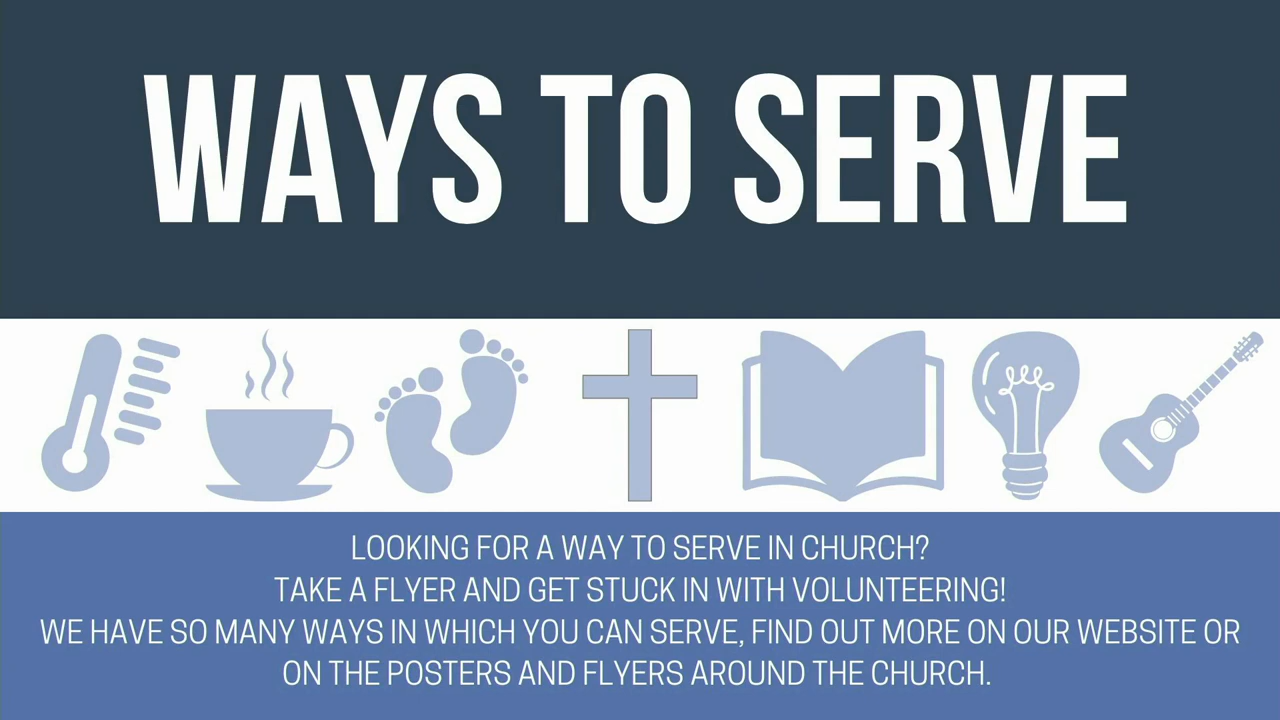 WAYS TO SERVE
LOOKING FOR A WAY TO SERVE IN CHURCH?
TAKE A FLYER AND GET STUCK IN WITH VOLUNTEERING!
WE HAVE SO MANY WAYS IN WHICH YOU CAN SERVE, FIND OUT MORE ON OUR WEBSITE OR
ON THE POSTERS AND FLYERS AROUND THE CHURCH.